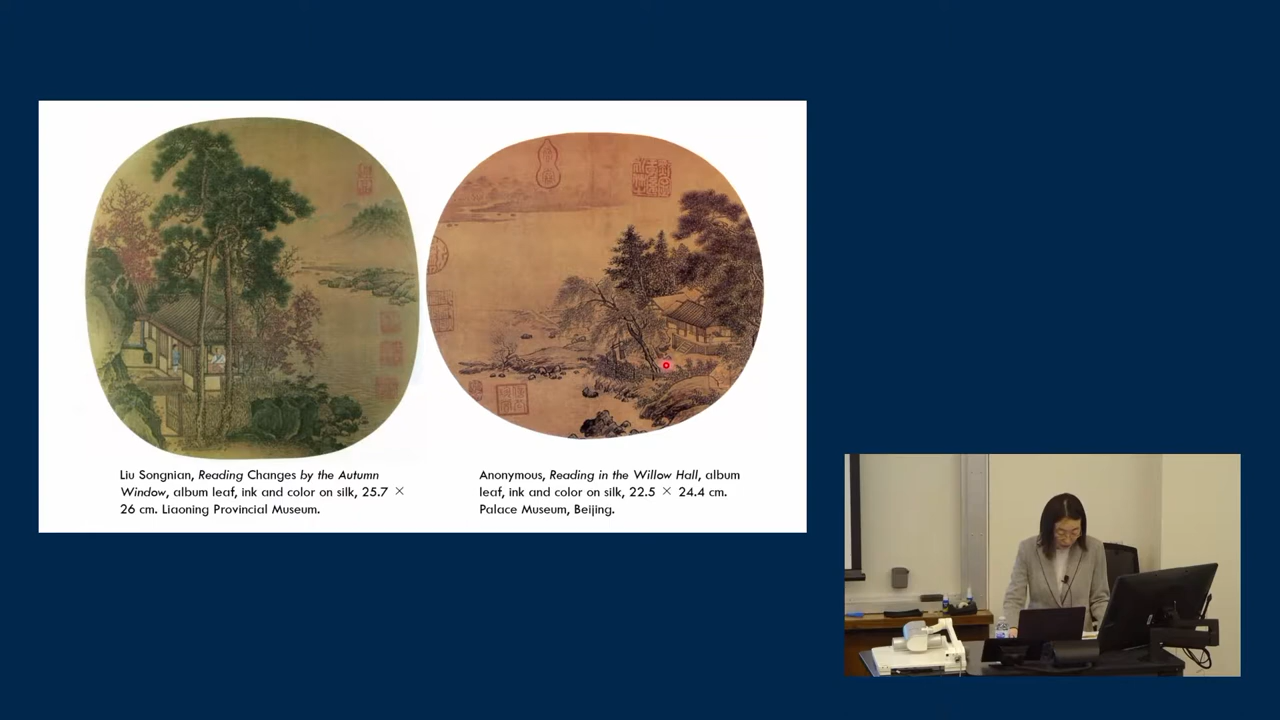 Liu Songnian, Reading Changes by the Autumn
Window, album leaf, ink and color on silk, 25.7 ×
26 cm. Liaoning Provincial Museum.
Anonymous, Reading in the Willow Hall, album
leaf, ink and color on silk, 22.5 × 24.4 cm.
Palace Museum, Beijing.